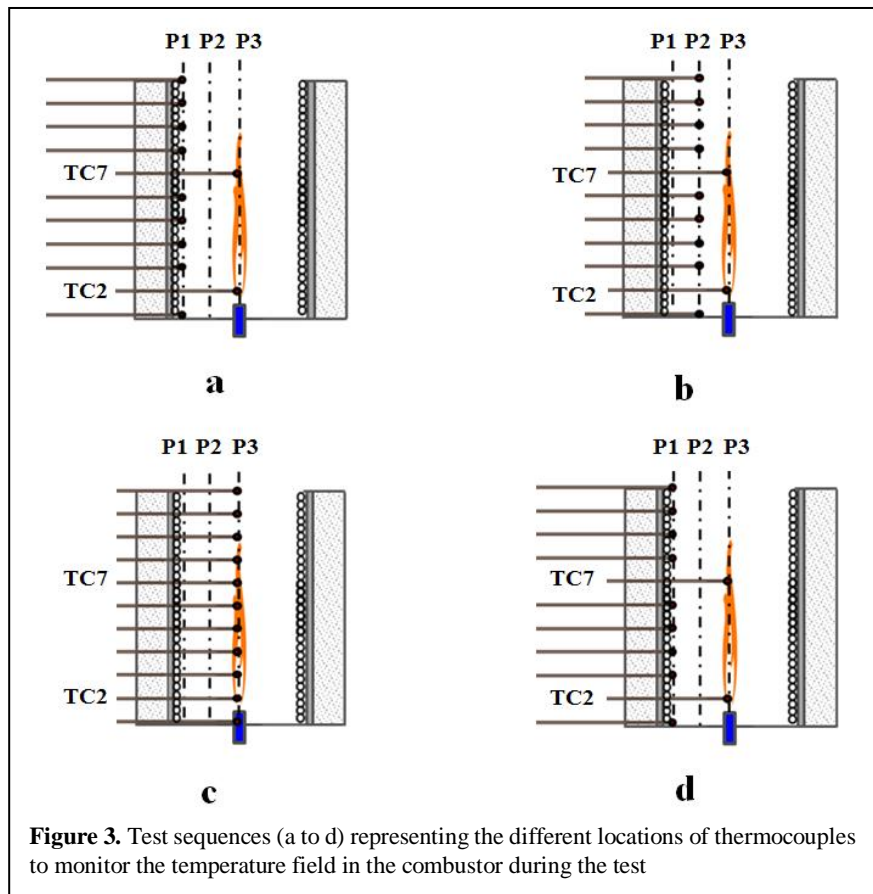 P1 P2 P3
P1 P2 P3
TC7
TC7
TC2
TC2
a
b
P1 P2 P3
P1 P2 P3
TC7
TC7
TC2
TC2
c
d
Figure 3. Test sequences (a to d) representing the different locations of thermocouples
to monitor the temperature field in the combustor during the test